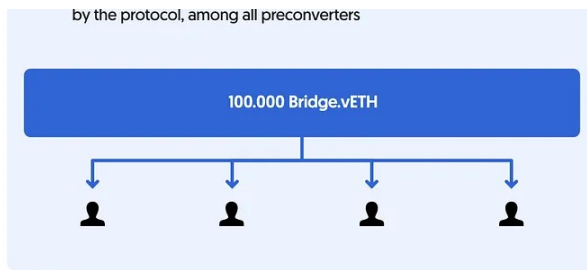 by the protocol, among all preconverters
100.000 Bridge.vETH